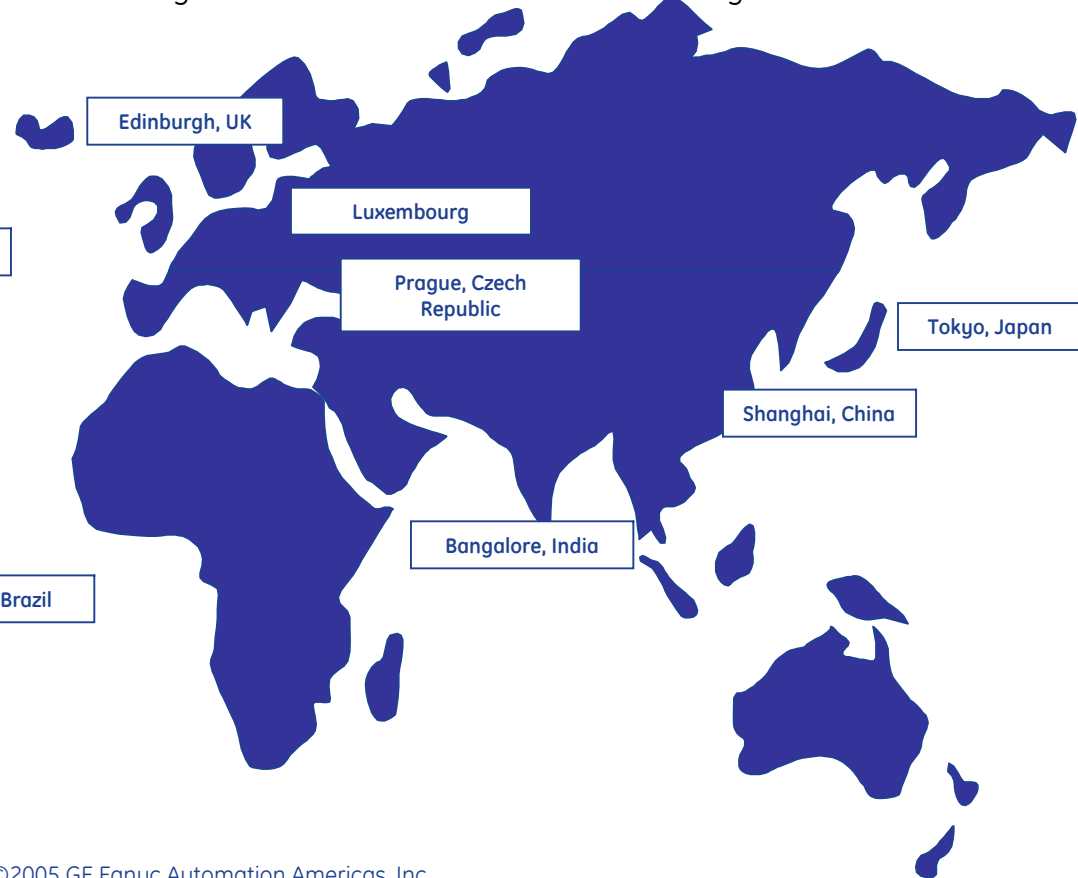 Edinburgh, UK
Luxembourg
Prague, Czech
Republic
Tokyo, Japan
Shanghai, China
Bangalore, India
Brazil
©2005 GE Fanuc Automation Americas, Inc